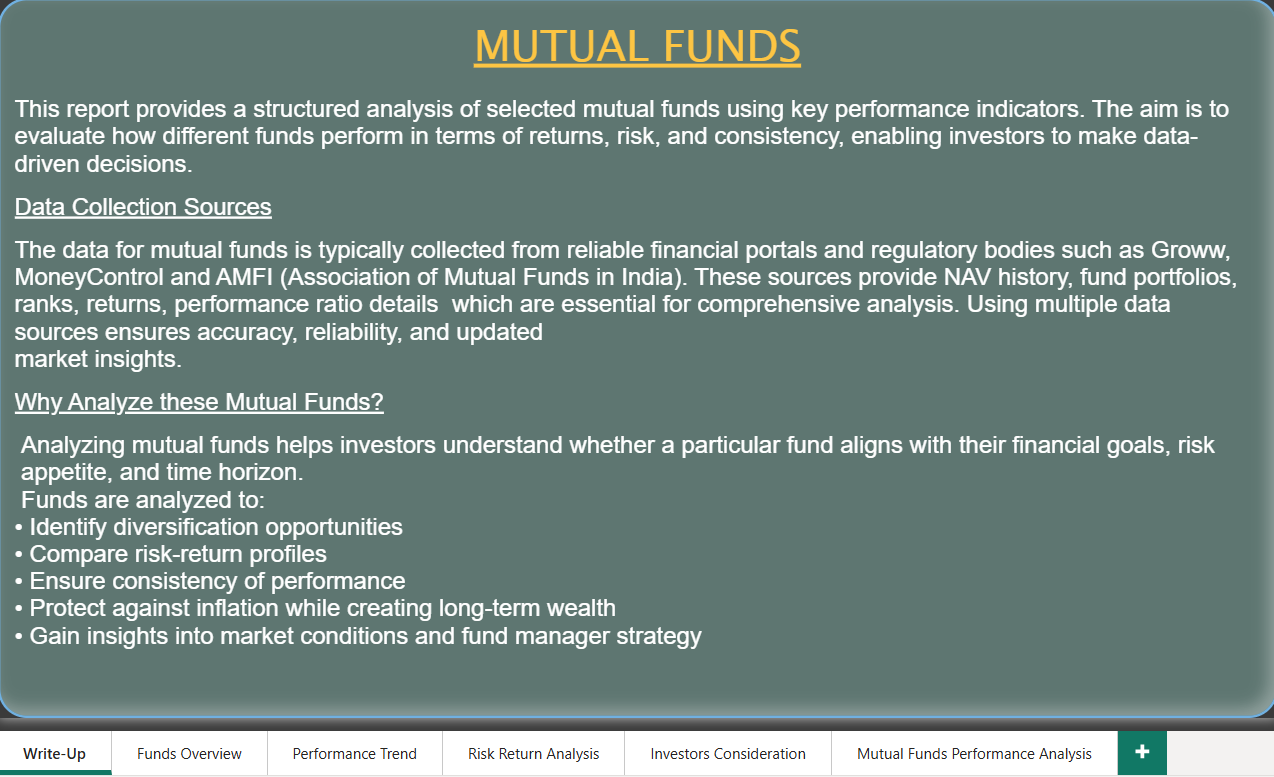 MUTUAL FUNDS
This report provides a structured analysis of selected mutual funds using key performance indicators. The aim is to
evaluate how different funds perform in terms of returns, risk, and consistency, enabling investors to make data-
driven decisions.
Data Collection Sources
The data for mutual funds is typically collected from reliable financial portals and regulatory bodies such as Groww,
MoneyControl and AMFI (Association of Mutual Funds in India). These sources provide NAV history, fund portfolios,
ranks, returns, performance ratio details  which are essential for comprehensive analysis. Using multiple data
sources ensures accuracy, reliability, and updated
market insights.
Why Analyze these Mutual Funds?
Analyzing mutual funds helps investors understand whether a particular fund aligns with their financial goals, risk
appetite, and time horizon.
Funds are analyzed to:
• Identify diversification opportunities
• Compare risk-return profiles
• Ensure consistency of performance
• Protect against inflation while creating long-term wealth
• Gain insights into market conditions and fund manager strategy
Write-Up Funds Overview Performance Trend Risk Return Analysis Investors Consideration Mutual Funds Performance Analysis +